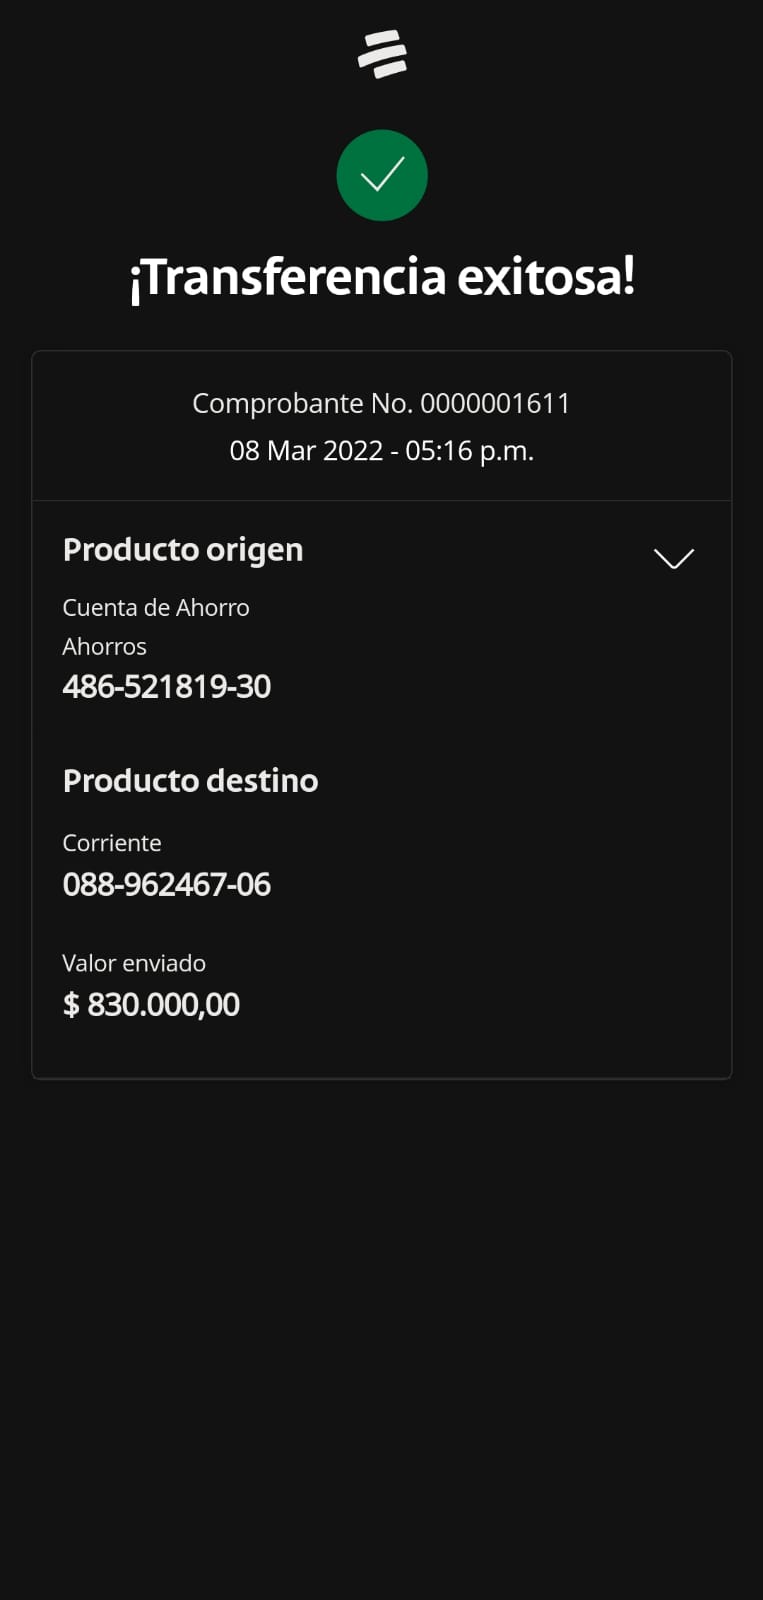 ¡Transferencia exitosa!
Comprobante No. 0000001611
08 Mar 2022 - 05:16 p.m.
Producto origen
Cuenta de Ahorro
Ahorros
486-521819-30
Producto destino
Corriente
088-962467-06
Valor enviado
$ 830.000,00